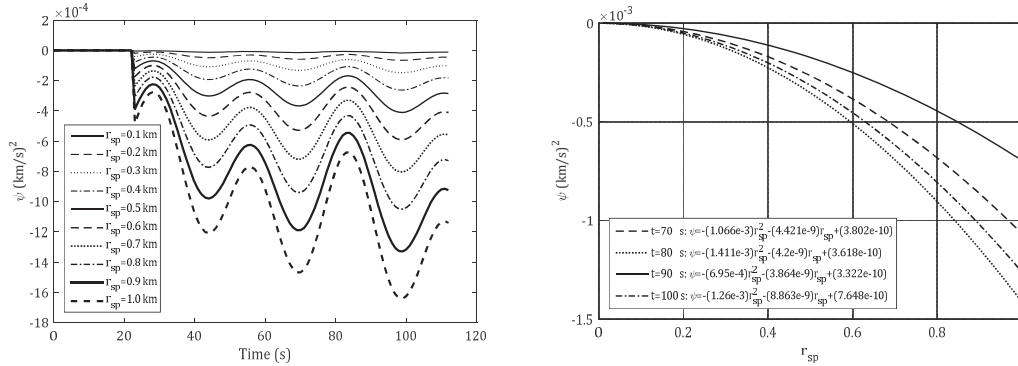 ×10⁻⁴
2
0
-2
-4
-6
-8
-10
-12
-14
-16
-18
ψ (km/s)²
r_sp=0.1 km
r_sp=0.2 km
r_sp=0.3 km
r_sp=0.4 km
r_sp=0.5 km
r_sp=0.6 km
r_sp=0.7 km
r_sp=0.8 km
r_sp=0.9 km
r_sp=1.0 km
0 20 40 60 80 100 120
Time (s)
×10⁻³
0
-0.5
-1
-1.5
ψ (km/s)²
t=70 s: ψ=-(1.066e-3)r²_sp-(4.421e-9)r_sp+(3.802e-10)
t=80 s: ψ=-(1.411e-3)r²_sp-(4.2e-9)r_sp+(3.618e-10)
t=90 s: ψ=-(6.95e-4)r²_sp-(3.864e-9)r_sp+(3.322e-10)
t=100 s: ψ=-(1.26e-3)r²_sp-(8.863e-9)r_sp+(7.648e-10)
0 0.2 0.4 0.6 0.8
r_sp